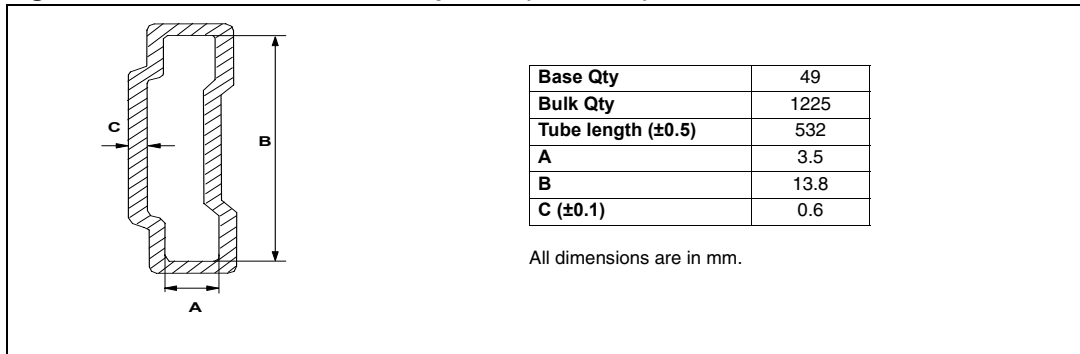 C
B
A
Base Qty 49
Bulk Qty 1225
Tube length (±0.5) 532
A 3.5
B 13.8
C (±0.1) 0.6
All dimensions are in mm.